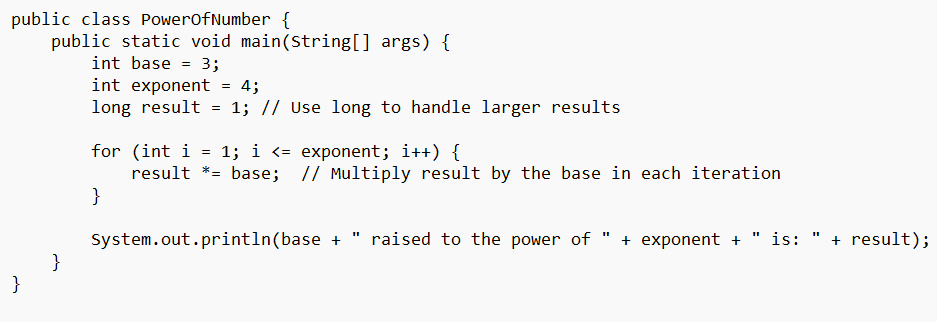 public class PowerOfNumber {
    public static void main(String[] args) {
        int base = 3;
        int exponent = 4;
        long result = 1; // Use long to handle larger results

        for (int i = 1; i <= exponent; i++) {
            result *= base;  // Multiply result by the base in each iteration
        }

        System.out.println(base + " raised to the power of " + exponent + " is: " + result);
    }
}